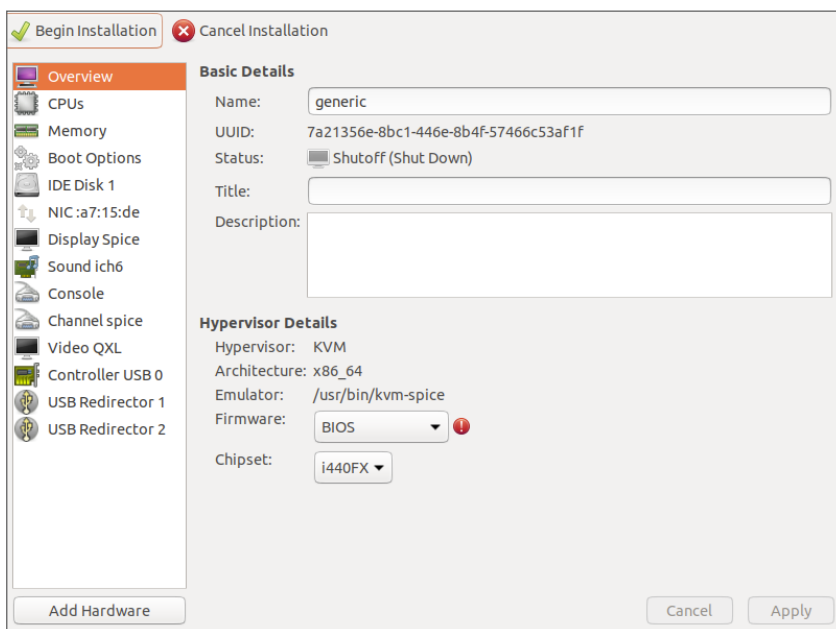 Begin Installation
Cancel Installation
Overview
CPUs
Memory
Boot Options
IDE Disk 1
NIC :a7:15:de
Display Spice
Sound ich6
Console
Channel spice
Video QXL
Controller USB 0
USB Redirector 1
USB Redirector 2
Add Hardware
Basic Details
Name: generic
UUID: 7a21356e-8bc1-446e-8b4f-57466c53af1f
Status: Shutoff (Shut Down)
Title:
Description:
Hypervisor Details
Hypervisor: KVM
Architecture: x86_64
Emulator: /usr/bin/kvm-spice
Firmware: BIOS
Chipset: i440FX
Cancel
Apply